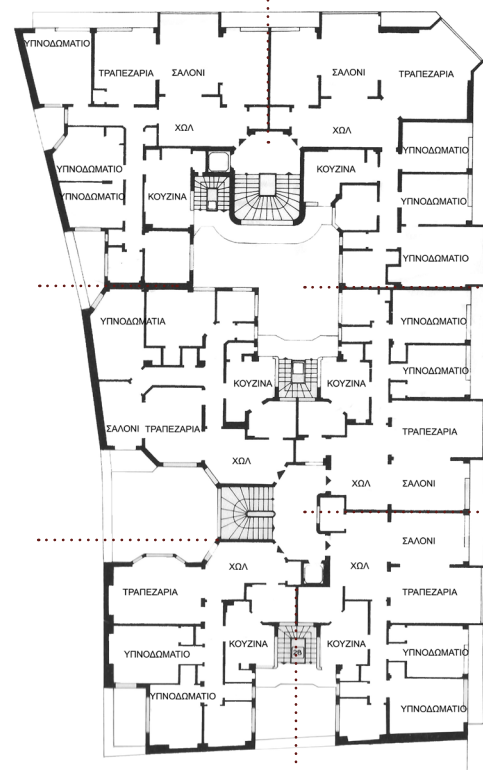 ΥΠΝΟΔΩΜΑΤΙΟ
ΤΡΑΠΕΖΑΡΙΑ ΣΑΛΟΝΙ ΣΑΛΟΝΙ ΤΡΑΠΕΖΑΡΙΑ
ΧΩΛ ΧΩΛ
ΥΠΝΟΔΩΜΑΤΙΟ
ΥΠΝΟΔΩΜΑΤΙΟ ΚΟΥΖΙΝΑ
ΥΠΝΟΔΩΜΑΤΙΟ ΚΟΥΖΙΝΑ ΥΠΝΟΔΩΜΑΤΙΟ
ΥΠΝΟΔΩΜΑΤΙΟ
ΥΠΝΟΔΩΜΑΤΙΑ ΥΠΝΟΔΩΜΑΤΙΟ
ΥΠΝΟΔΩΜΑΤΙΟ
ΚΟΥΖΙΝΑ ΚΟΥΖΙΝΑ
ΣΑΛΟΝΙ ΤΡΑΠΕΖΑΡΙΑ ΤΡΑΠΕΖΑΡΙΑ
ΧΩΛ
ΧΩΛ ΣΑΛΟΝΙ
ΣΑΛΟΝΙ
ΧΩΛ ΧΩΛ
ΤΡΑΠΕΖΑΡΙΑ ΤΡΑΠΕΖΑΡΙΑ
ΚΟΥΖΙΝΑ ΚΟΥΖΙΝΑ
ΥΠΝΟΔΩΜΑΤΙΟ ΥΠΝΟΔΩΜΑΤΙΟ
ΥΠΝΟΔΩΜΑΤΙΟ
ΥΠΝΟΔΩΜΑΤΙΟ